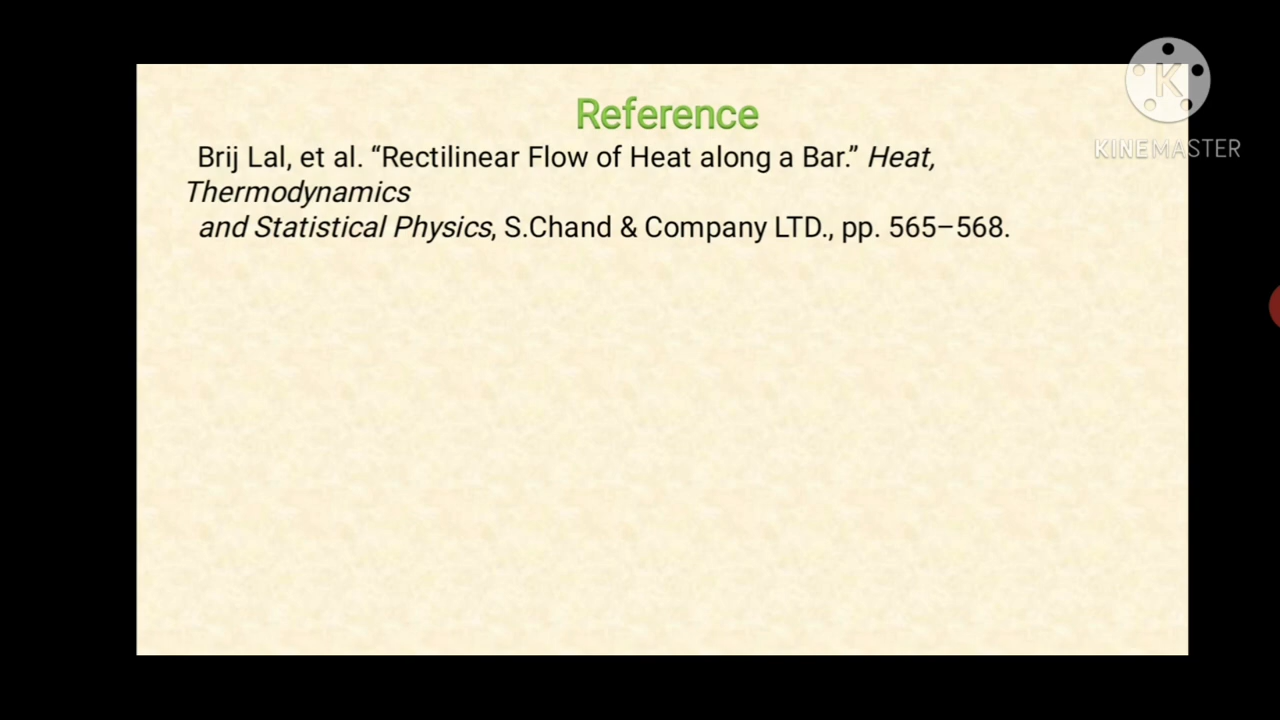 Reference
Brij Lal, et al. “Rectilinear Flow of Heat along a Bar.” Heat,
Thermodynamics
and Statistical Physics, S.Chand & Company LTD., pp. 565–568.
K
KINEMASTER